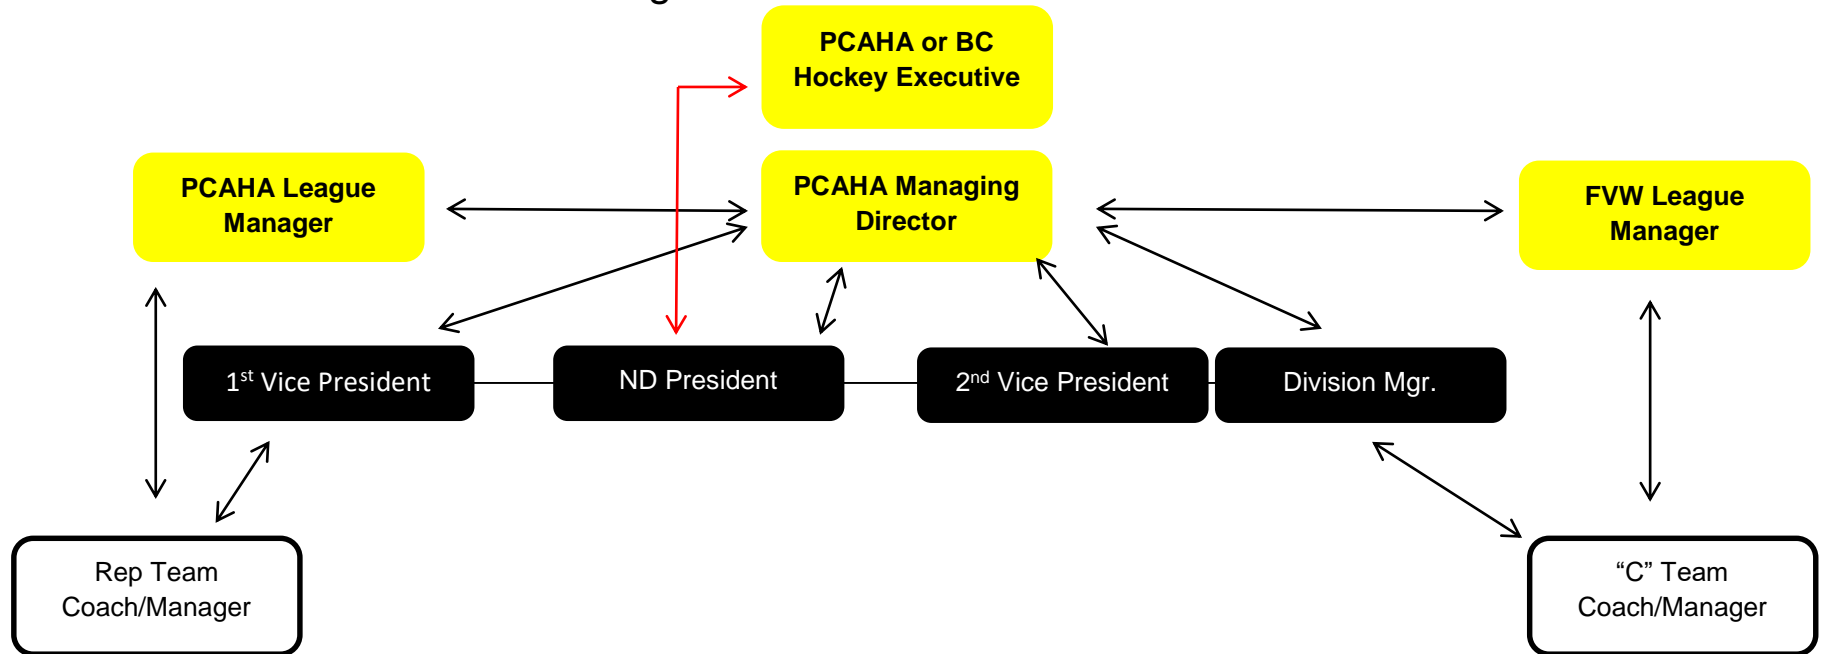 g
PCAHA or BC
Hockey Executive
PCAHA League
Manager
PCAHA Managing
Director
FVW League
Manager
1st Vice President
ND President
2nd Vice President
Division Mgr.
Rep Team
Coach/Manager
“C” Team
Coach/Manager